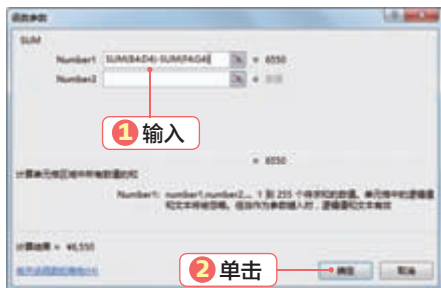 函数参数
SUM
Number1 SUM(B4:D4)-SUM(F4:G4) = 6550
Number2 = 数值
1 输入
= 6550
计算单元格区域中所有数值的和
Number1: number1,number2,... 1 到 255 个待求和的数值。单元格中的逻辑值
和文本将被忽略。但当作为参数键入时，逻辑值和文本有效
计算结果 = ¥6,550
有关该函数的帮助(H)
2 单击
确定 取消